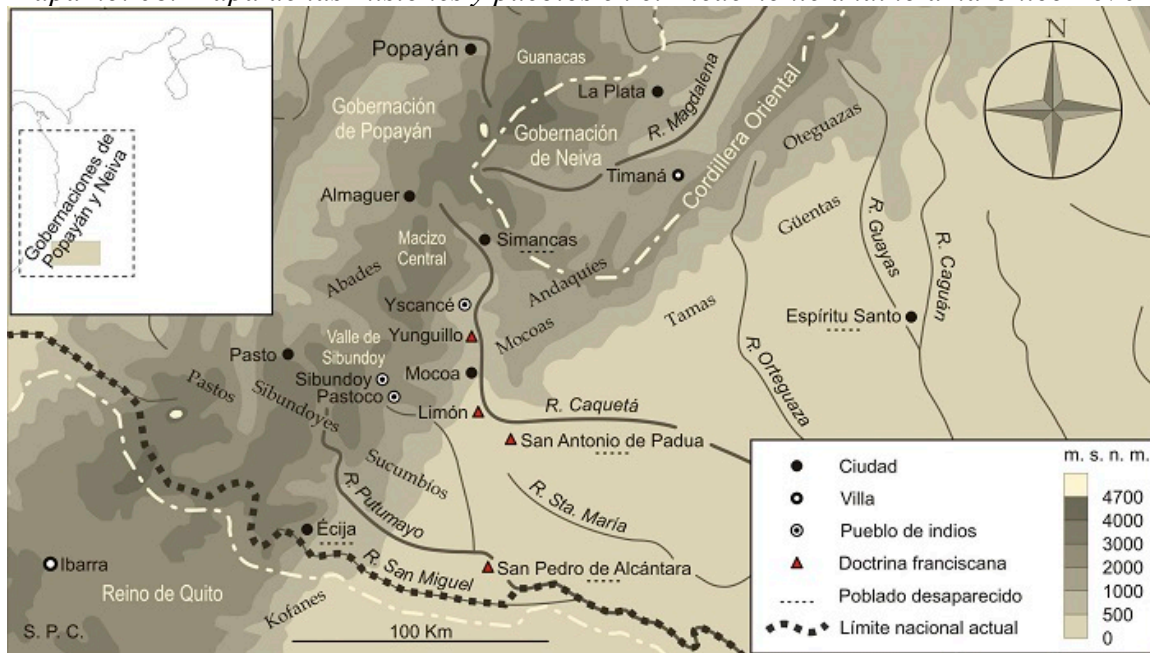 Popayán
Guanacas
La Plata
Gobernación
de Popayán
Gobernación
de Neiva
R. Magdalena
Cordillera Oriental
Oteguazas
N
Gobernaciones de
Popayán y Neiva
Timaná
Almaguer
Güentas
R. Guayas
R. Caguán
Simancas
Macizo
Central
Andaquíes
Abades
Tamas
Yscancé
Mocoas
Espíritu Santo
Yunguillo
Valle de
Sibundoy
Pasto
R. Orteguaza
Sibundoy
Mocoa
Pastoco
Pastos
Sibundoyes
Limón
R. Caquetá
San Antonio de Padua
Sucumbíos
R. Putumayo
R. Sta. María
Écija
Ibarra
R. San Miguel
San Pedro de Alcántara
Reino de Quito
Kofanes
S. P. C.
100 Km
Ciudad
Villa
Pueblo de indios
Doctrina franciscana
Poblado desaparecido
Límite nacional actual
m. s. n. m.
4700
4000
3000
2000
1000
500
0